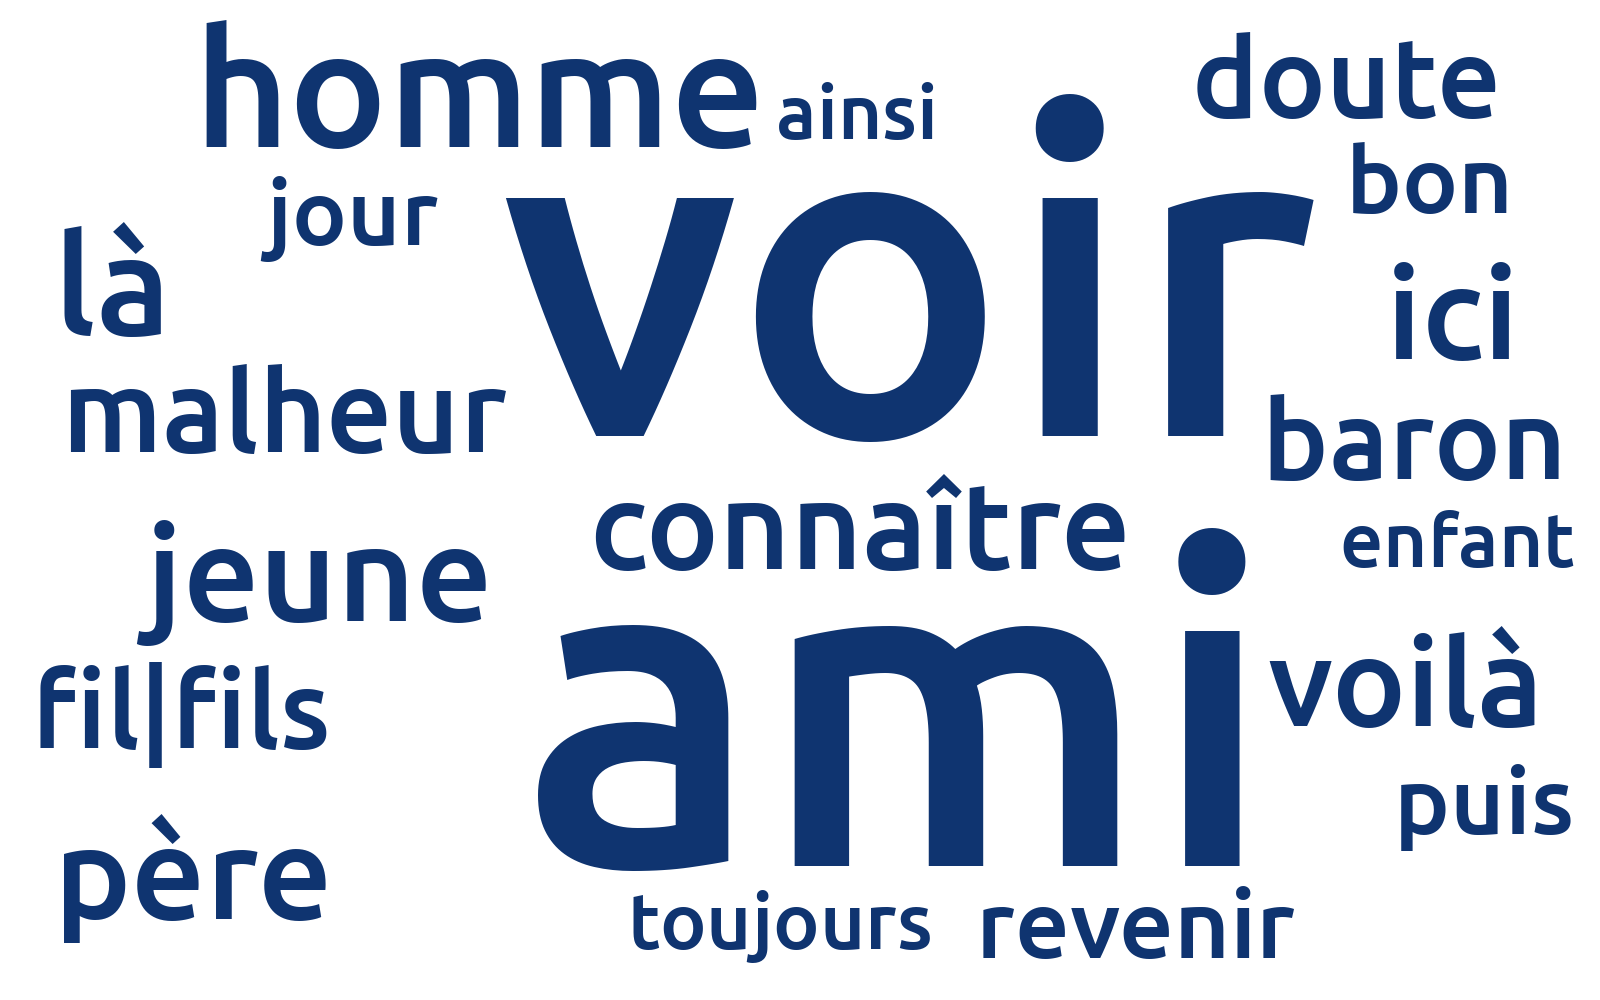 homme
ainsi
doute
bon
jour
voir
là
ici
malheur
baron
connaître
enfant
jeune
ami
voilà
fil|fils
puis
père
toujours
revenir